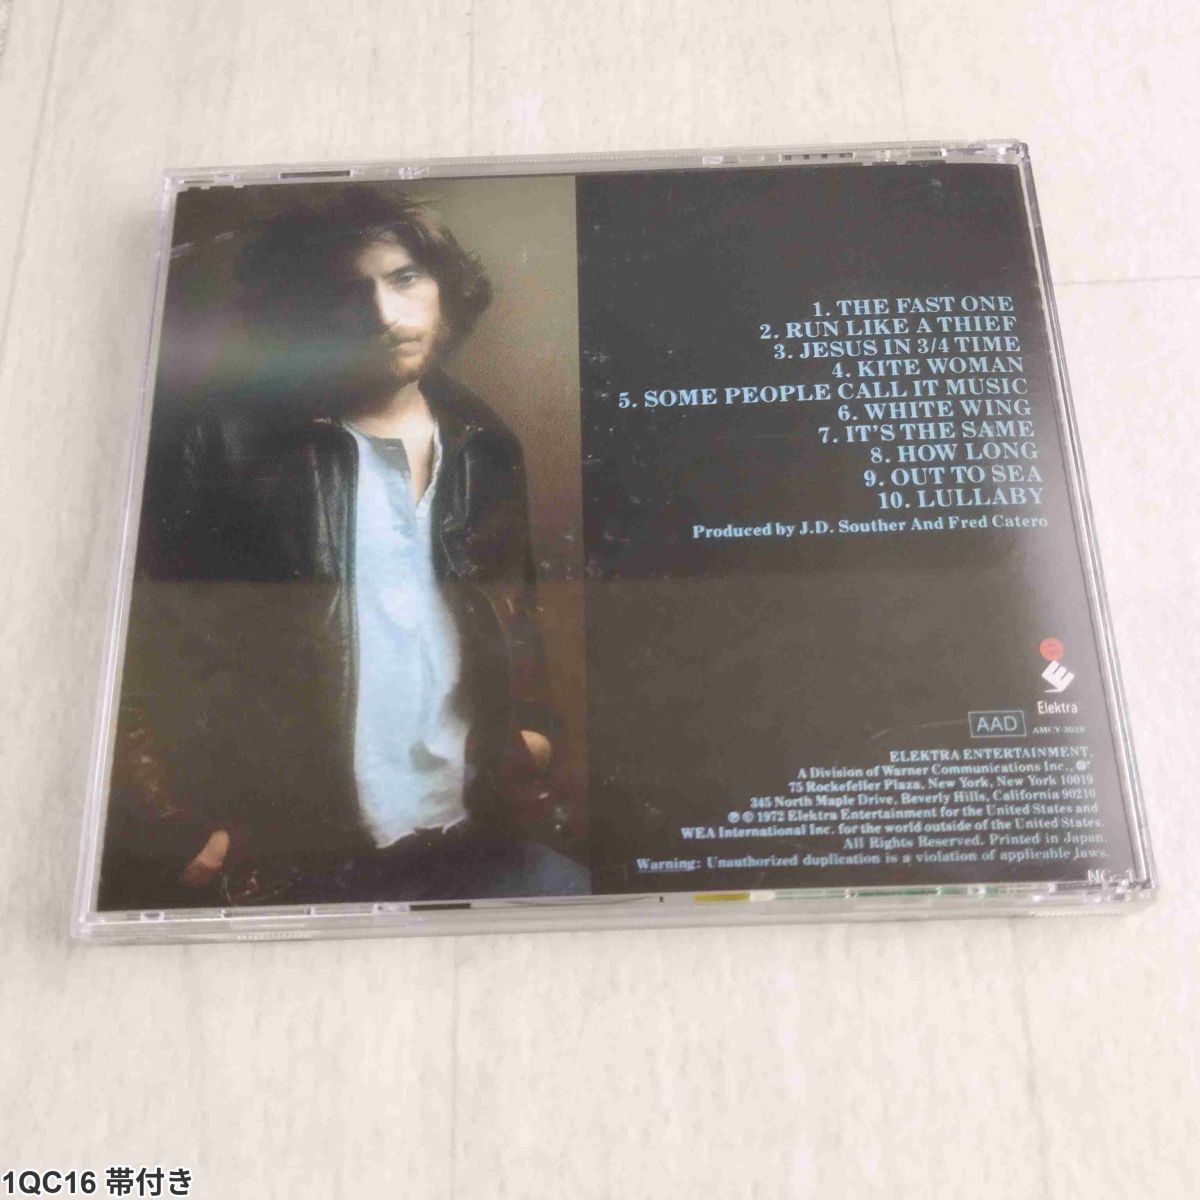 1. THE FAST ONE
2. RUN LIKE A THIEF
3. JESUS IN 3/4 TIME
4. KITE WOMAN
5. SOME PEOPLE CALL IT MUSIC
6. WHITE WING
7. IT'S THE SAME
8. HOW LONG
9. OUT TO SEA
10. LULLABY
Produced by J.D. Souther And Fred Catero
Elektra
AAD
AMCY-3020
ELEKTRA ENTERTAINMENT,
A Division of Warner Communications Inc.,
75 Rockefeller Plaza, New York, New York 10019
345 North Maple Drive, Beverly Hills, California 90210
℗ © 1972 Elektra Entertainment for the United States and
WEA International Inc. for the world outside of the United States.
All Rights Reserved. Printed in Japan.
Warning: Unauthorized duplication is a violation of applicable laws.
1QC16 帯付き